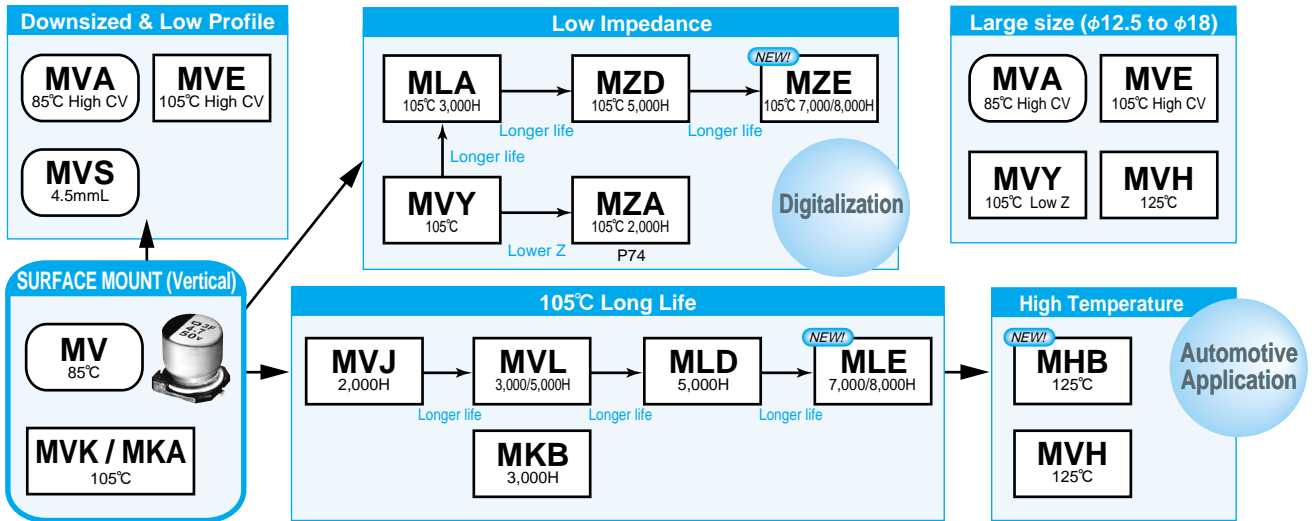 Downsized & Low Profile
MVA
85℃ High CV
MVE
105℃ High CV
MVS
4.5mmL
Low Impedance
MLA
105℃ 3,000H
Longer life
MZD
105℃ 5,000H
Longer life
NEW!
MZE
105℃ 7,000/8,000H
Longer life
MVY
105℃
Lower Z
MZA
105℃ 2,000H
P74
Digitalization
Large size (φ12.5 to φ18)
MVA
85℃ High CV
MVE
105℃ High CV
MVY
105℃ Low Z
MVH
125℃
SURFACE MOUNT (Vertical)
MV
85℃
3F
4.7
50V
MVK / MKA
105℃
105℃ Long Life
MVJ
2,000H
Longer life
MVL
3,000/5,000H
Longer life
MLD
5,000H
Longer life
NEW!
MLE
7,000/8,000H
MKB
3,000H
High Temperature
NEW!
MHB
125℃
MVH
125℃
Automotive
Application